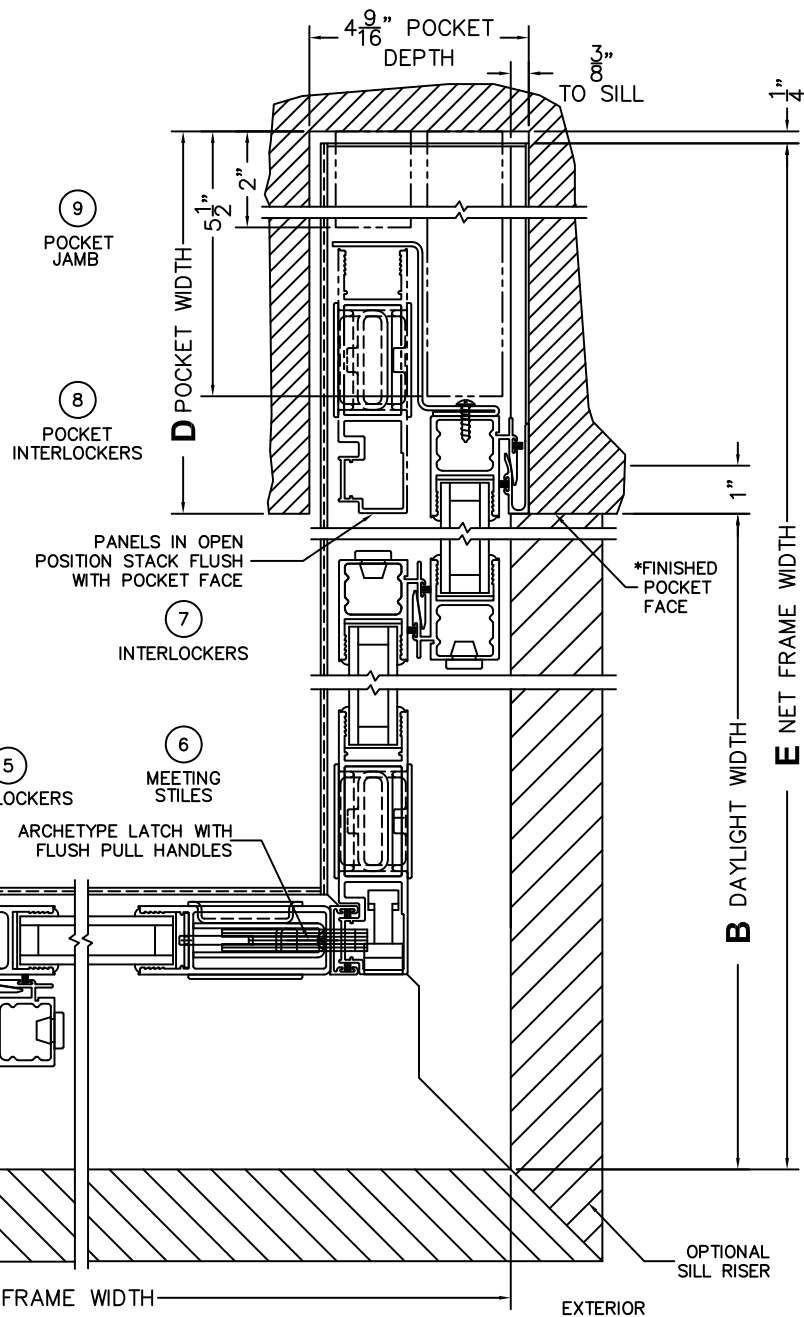 4 9/16" POCKET
DEPTH
3/8"
TO SILL
1/4
9
POCKET
JAMB
5 1/2"
2"
D POCKET WIDTH
8
POCKET
INTERLOCKERS
1"
PANELS IN OPEN
POSITION STACK FLUSH
WITH POCKET FACE
*FINISHED
POCKET
FACE
7
INTERLOCKERS
E NET FRAME WIDTH
B DAYLIGHT WIDTH
5
LOCKERS
6
MEETING
STILES
ARCHETYPE LATCH WITH
FLUSH PULL HANDLES
OPTIONAL
SILL RISER
FRAME WIDTH
EXTERIOR